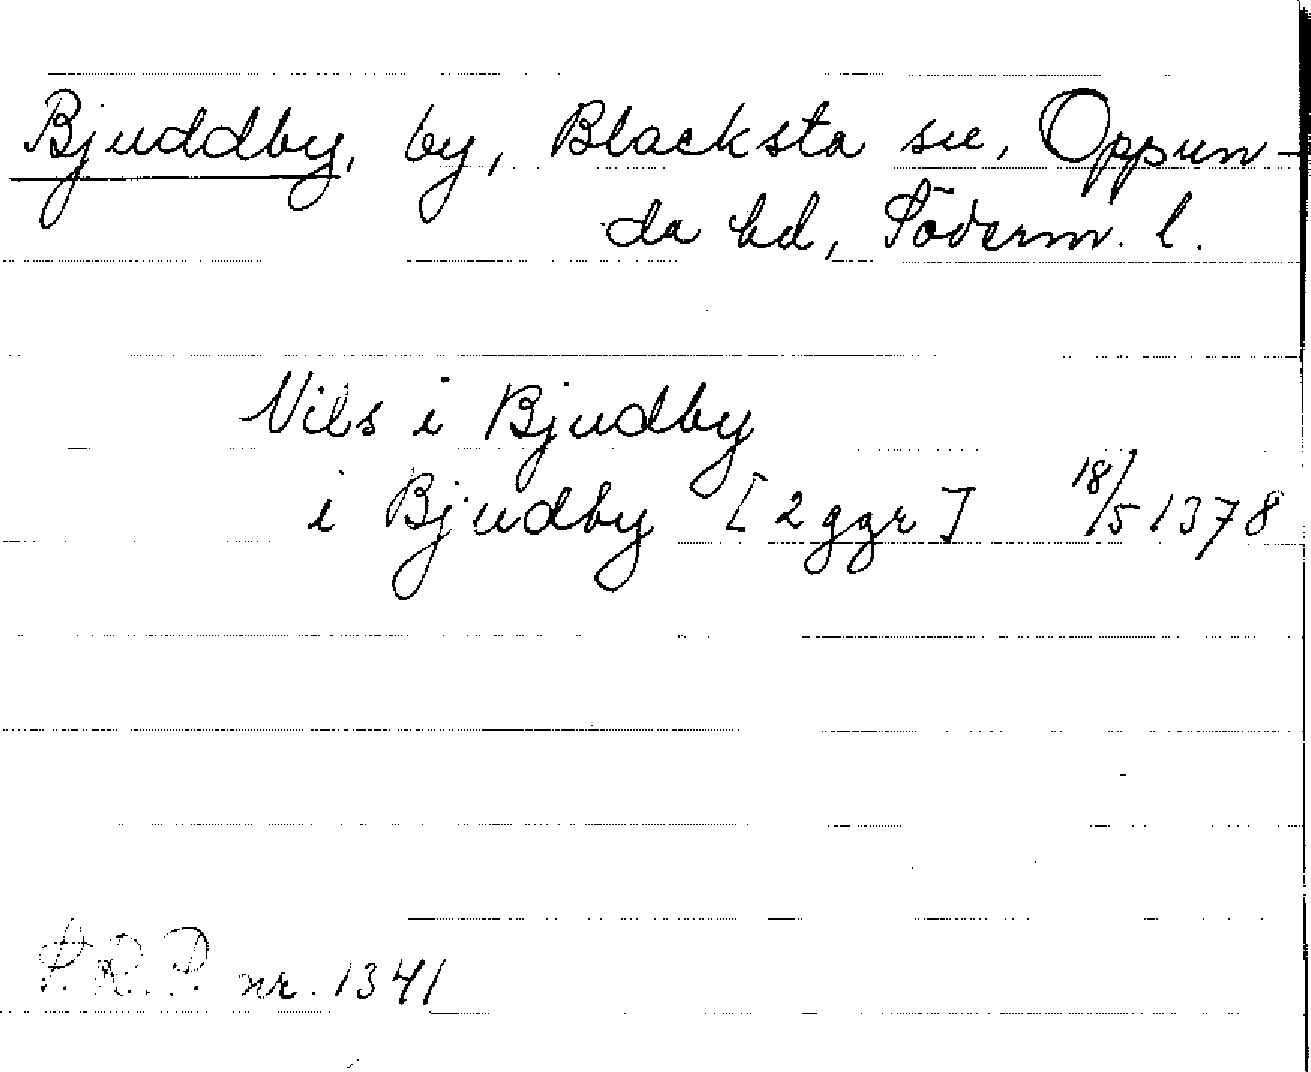 Bjuddby, by, Blacksta sn, Oppun-
da hd, Söderm. l.
Nils i Bjudby
i Bjudby [2 ggr] 18/5 1378
S.R.P. nr. 1341